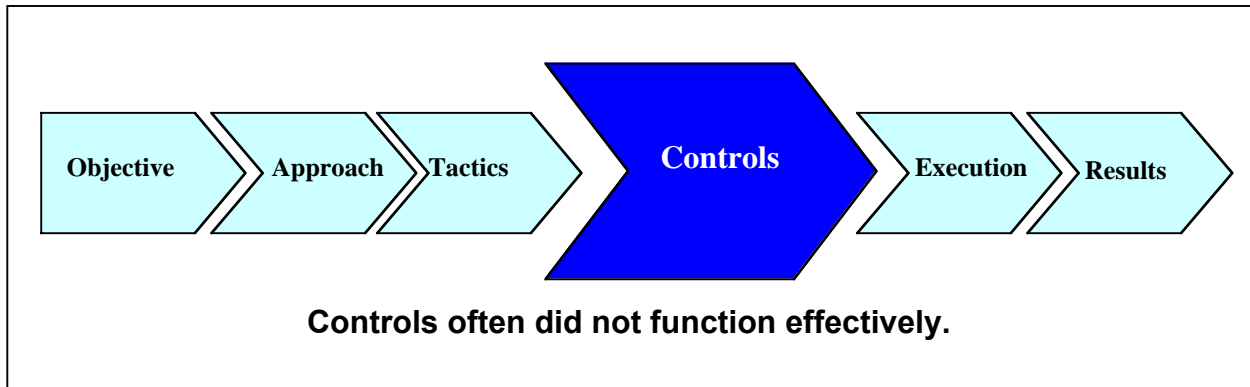 Objective Approach Tactics Controls Execution Results
Controls often did not function effectively.